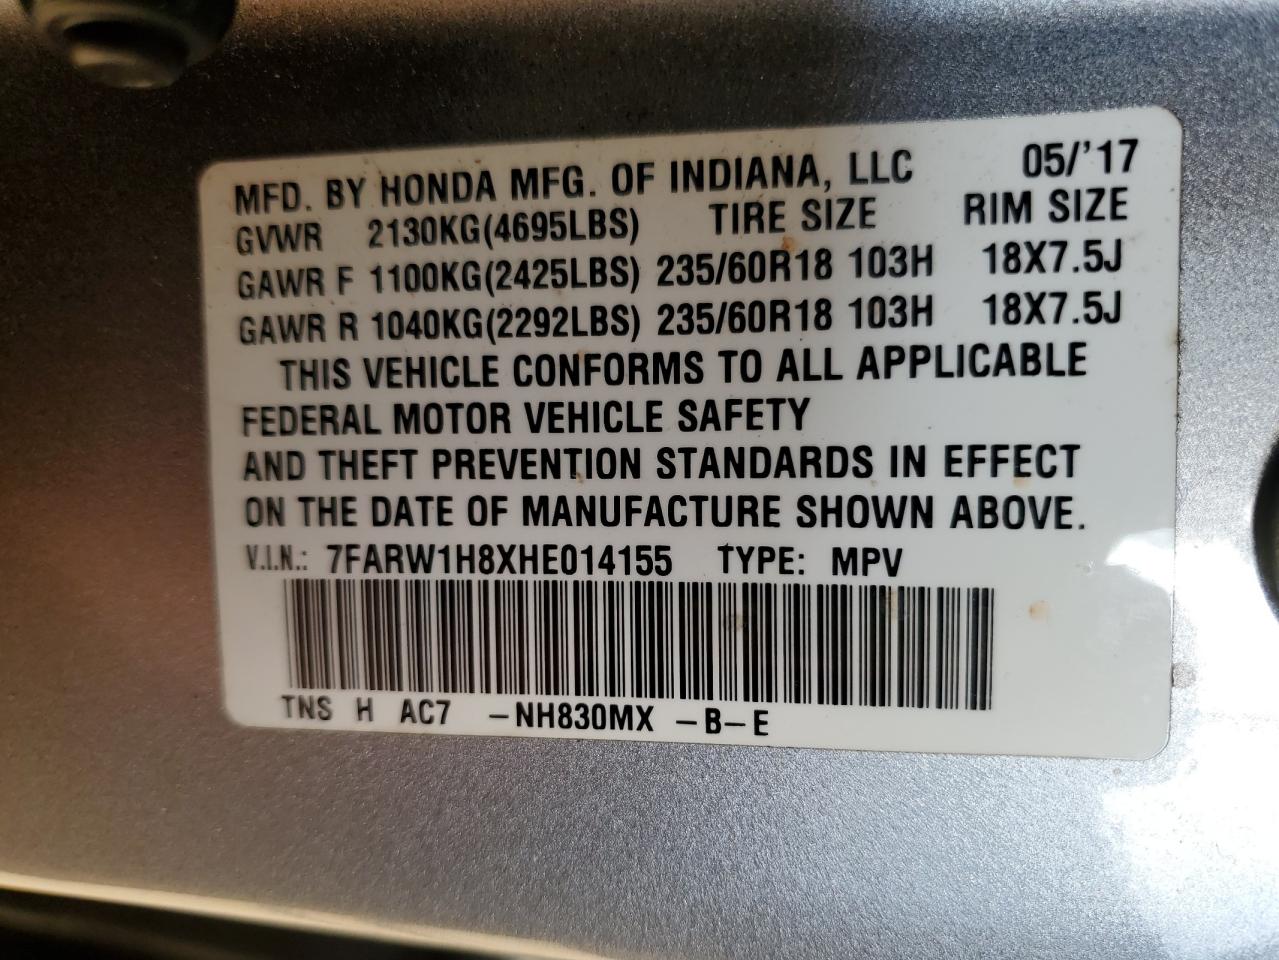 MFD. BY HONDA MFG. OF INDIANA, LLC 05/'17
GVWR 2130KG(4695LBS) TIRE SIZE RIM SIZE
GAWR F 1100KG(2425LBS) 235/60R18 103H 18X7.5J
GAWR R 1040KG(2292LBS) 235/60R18 103H 18X7.5J
THIS VEHICLE CONFORMS TO ALL APPLICABLE
FEDERAL MOTOR VEHICLE SAFETY
AND THEFT PREVENTION STANDARDS IN EFFECT
ON THE DATE OF MANUFACTURE SHOWN ABOVE.
V.I.N.: 7FARW1H8XHE014155 TYPE: MPV
TNS H AC7 -NH830MX -B-E